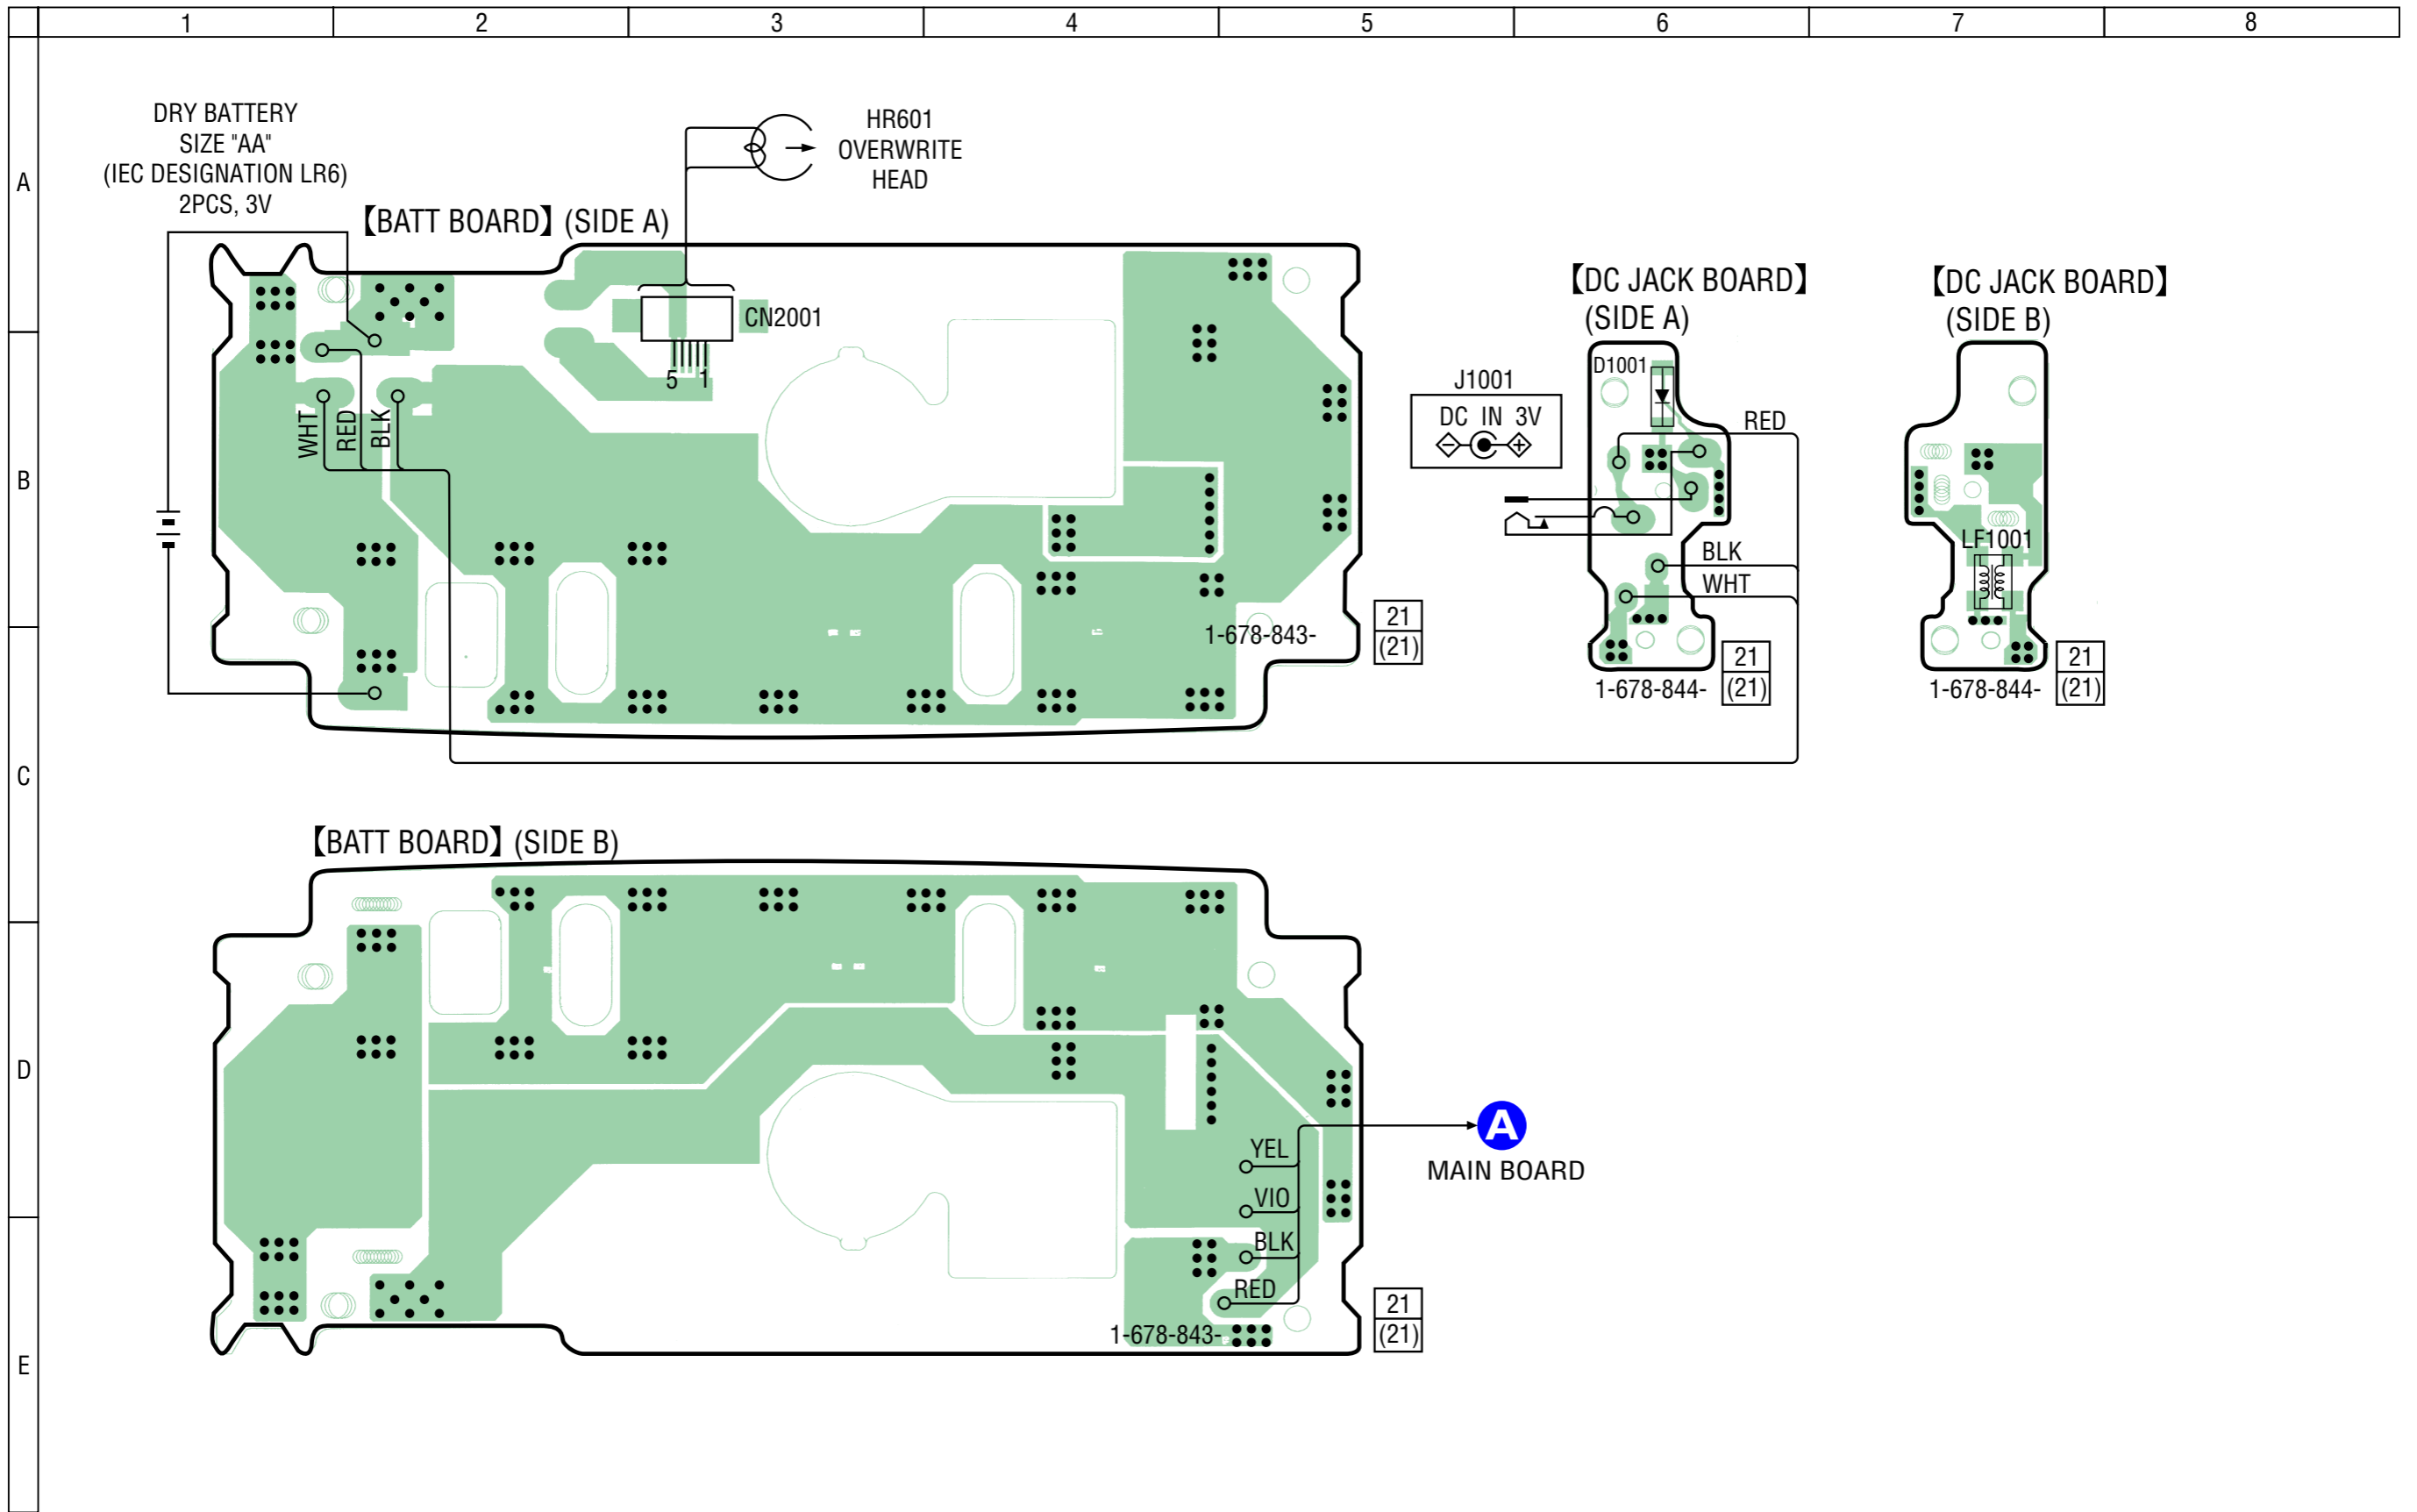 1 2 3 4 5 6 7 8
A
B
C
D
E
DRY BATTERY
SIZE "AA"
(IEC DESIGNATION LR6)
2PCS, 3V
HR601
OVERWRITE
HEAD
【BATT BOARD】 (SIDE A)
CN2001
5 1
WHT
RED
BLK
1-678-843-
21
(21)
【DC JACK BOARD】
(SIDE A)
D1001
J1001
DC IN 3V
RED
BLK
WHT
1-678-844-
21
(21)
【DC JACK BOARD】
(SIDE B)
LF1001
1-678-844-
21
(21)
【BATT BOARD】 (SIDE B)
YEL
VIO
BLK
RED
A
MAIN BOARD
1-678-843-
21
(21)